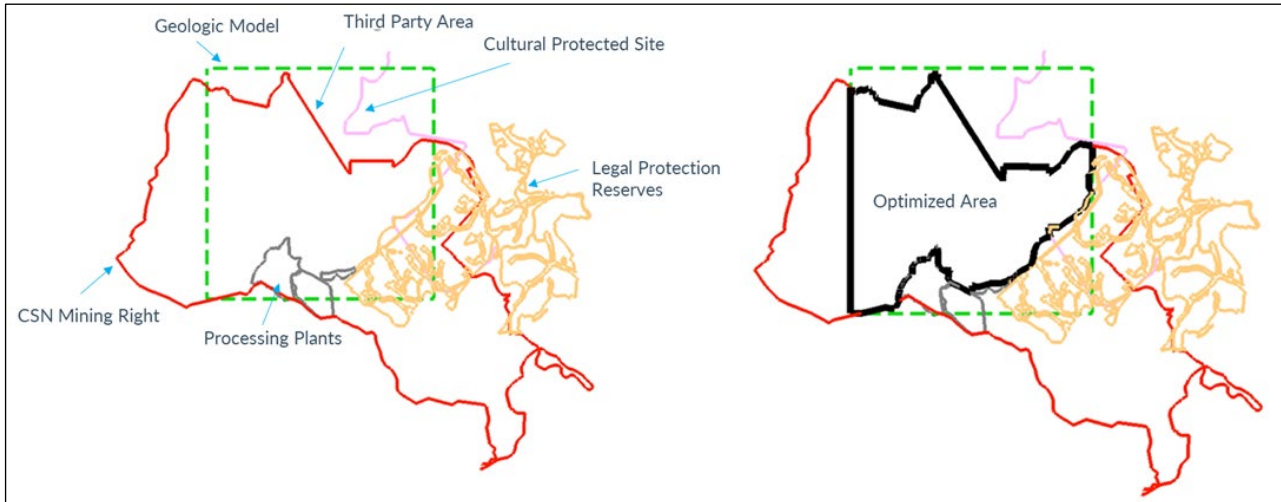 Geologic Model
Third Party Area
Cultural Protected Site
Legal Protection
Reserves
Optimized Area
CSN Mining Right
Processing Plants